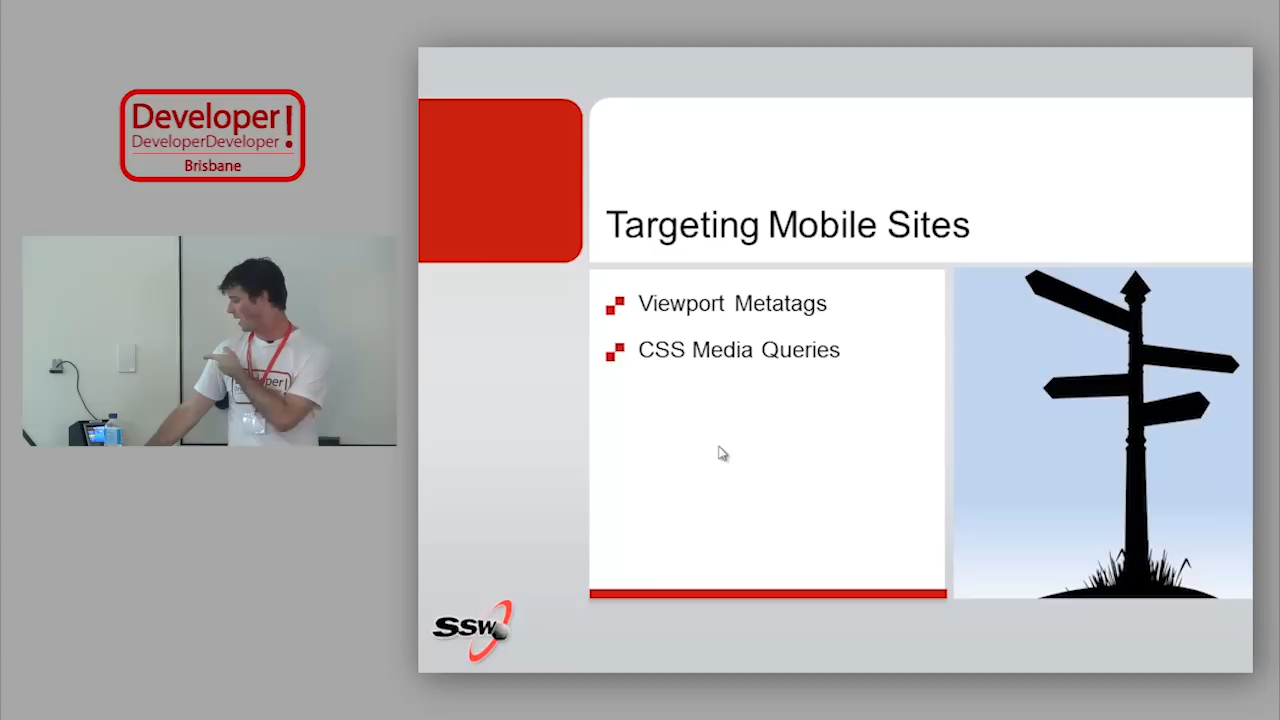 Developer!
DeveloperDeveloper
Brisbane
Targeting Mobile Sites
Viewport Metatags
CSS Media Queries
SSW